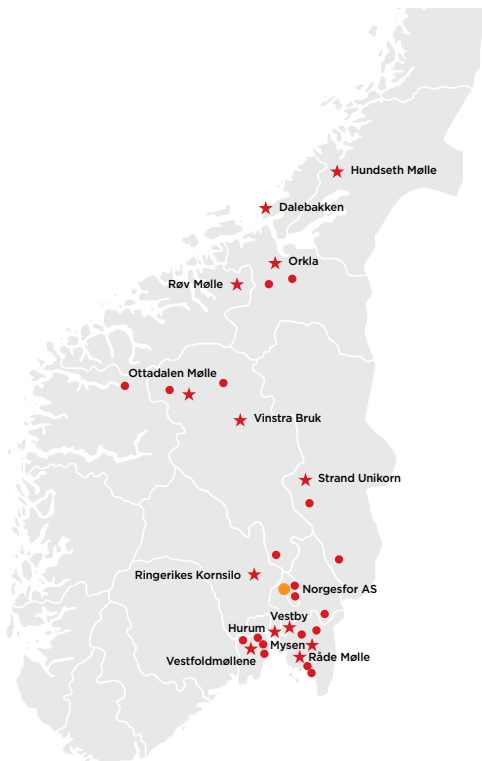 Hundseth Mølle
Dalebakken
Orkla
Røv Mølle
Ottadalen Mølle
Vinstra Bruk
Strand Unikorn
Ringerikes Kornsilo
Norgesfor AS
Vestby
Hurum
Mysen
Råde Mølle
Vestfoldmøllene